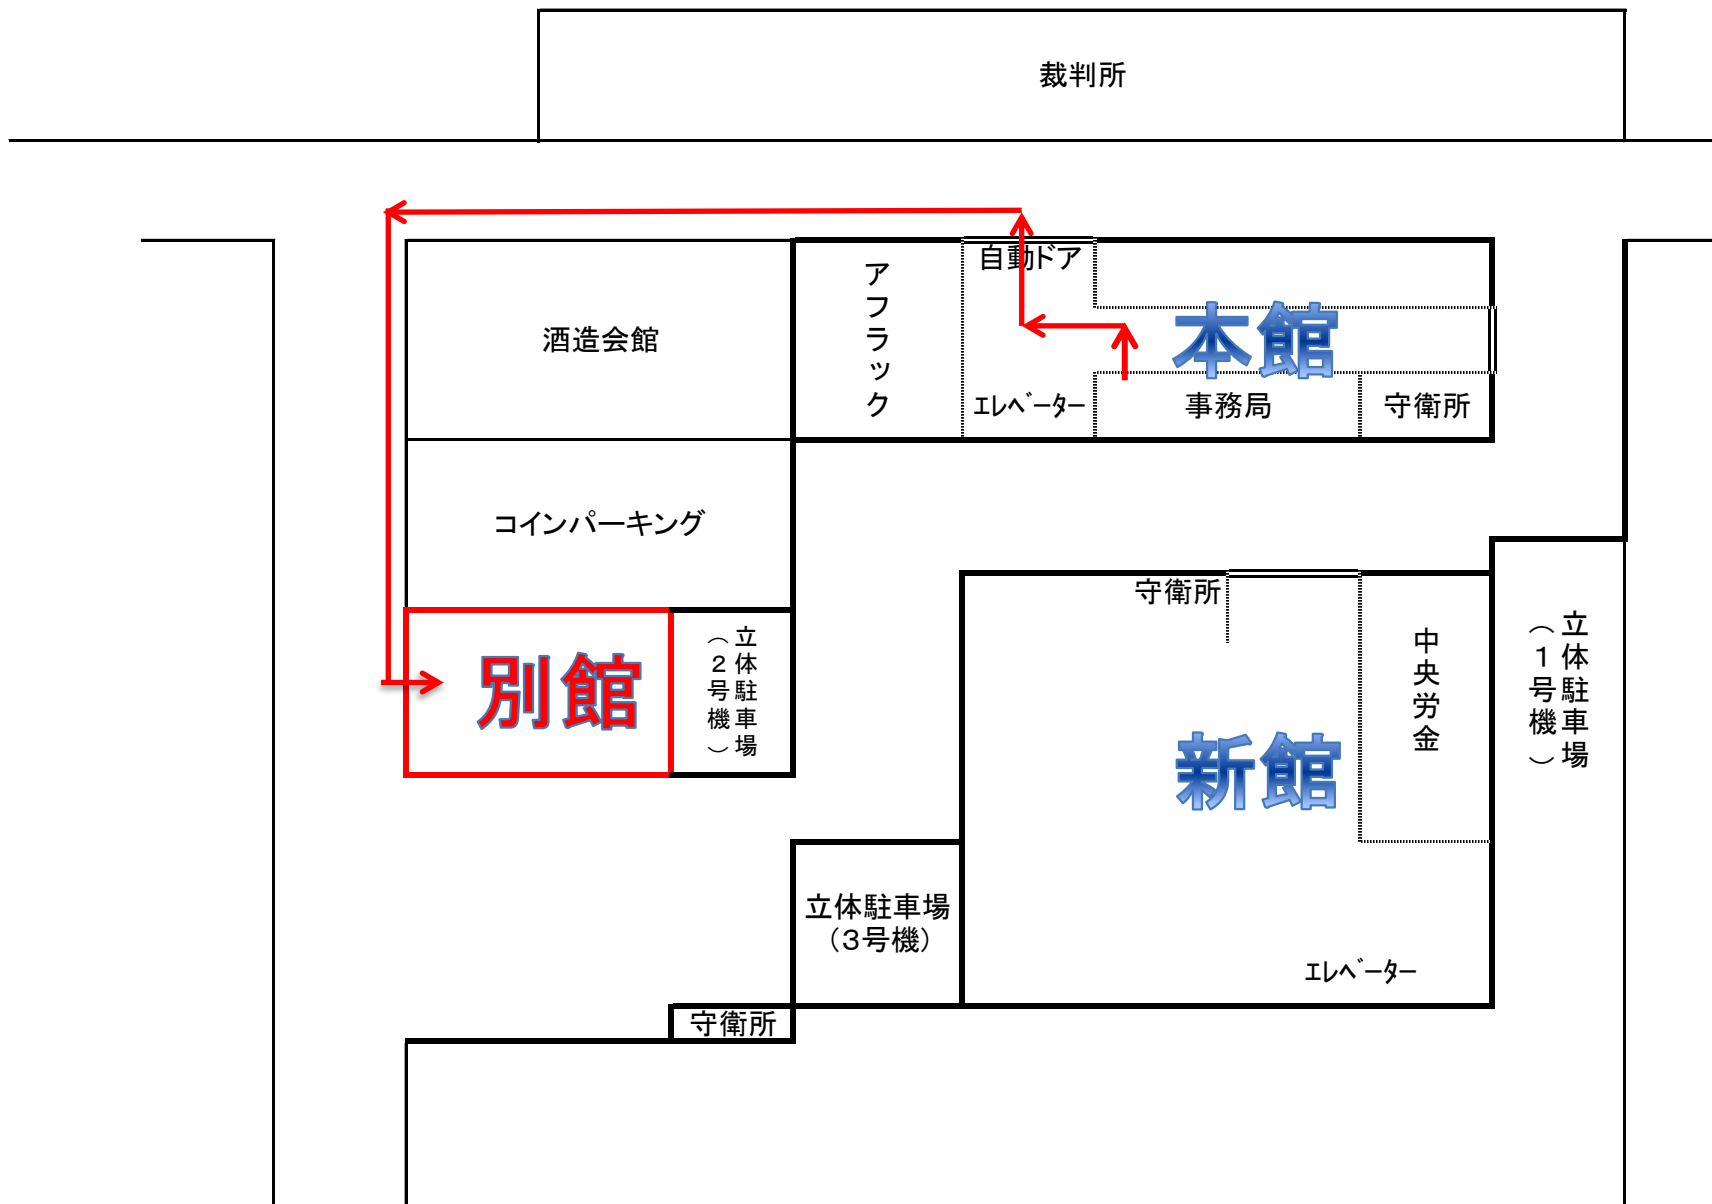 裁判所
自動ドア
アフラック
本館
酒造会館
エレベーター
事務局
守衛所
コインパーキング
守衛所
別館
立体駐車場
（２号機）
中央労金
立体駐車場
（１号機）
新館
立体駐車場
（３号機）
エレベーター
守衛所